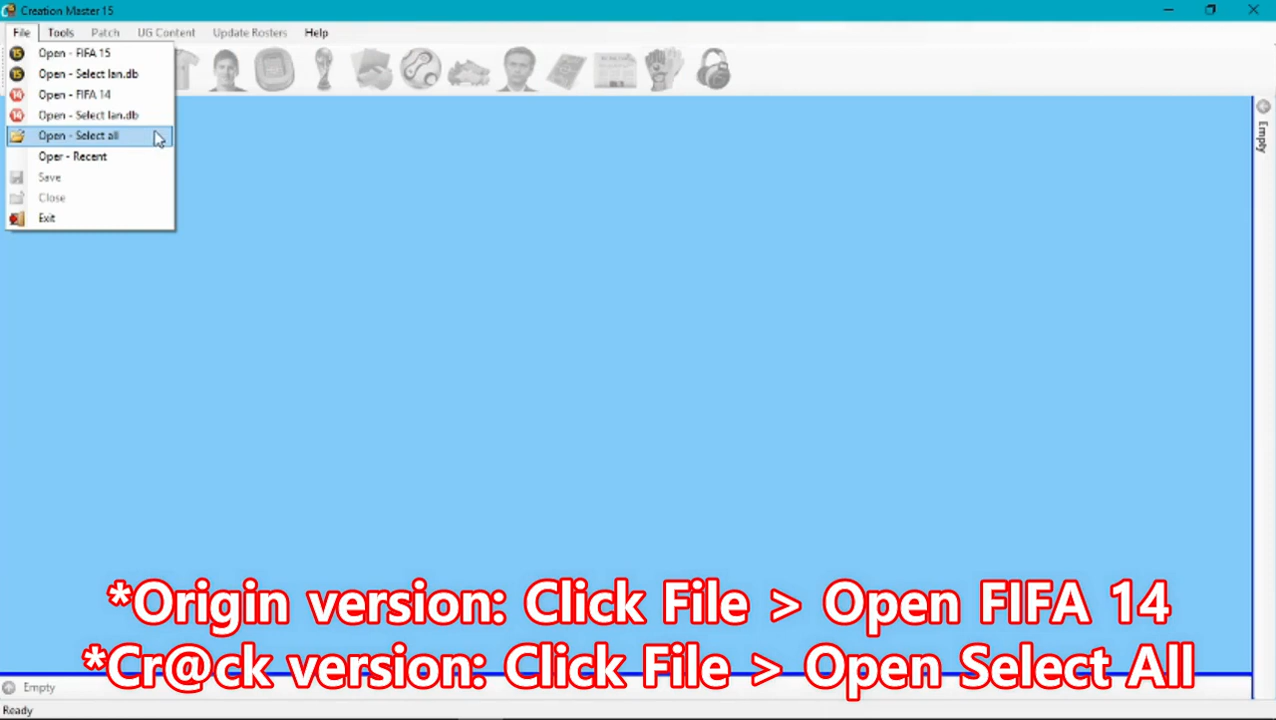 Creation Master 15
File Tools Patch UG Content Update Rosters Help
Open - FIFA 15
Open - Select lan.db
Open - FIFA 14
Open - Select lan.db
Open - Select all
Oper - Recent
Save
Close
Exit
Empty
*Origin version: Click File > Open FIFA 14
*Cr@ck version: Click File > Open Select All
Empty
Ready